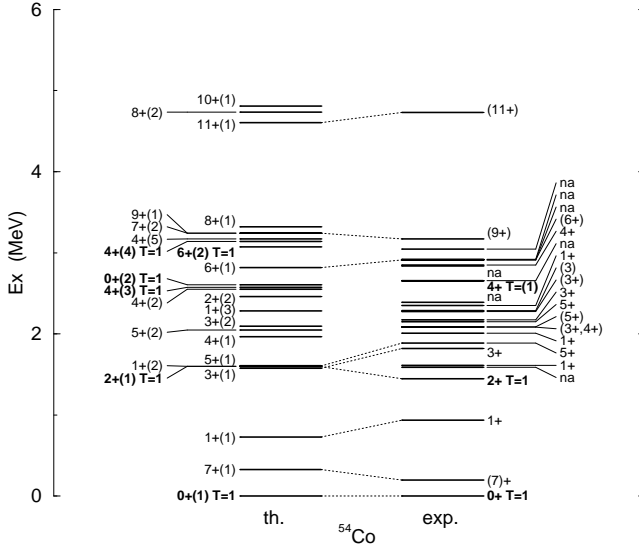 6
4
2
0
Ex (MeV)
10+(1)
8+(2)
11+(1)
9+(1)
7+(2)
8+(1)
4+(5)
4+(4) T=1
6+(2) T=1
6+(1)
0+(2) T=1
4+(3) T=1
4+(2)
2+(2)
1+(3)
3+(2)
5+(2)
4+(1)
1+(2)
5+(1)
2+(1) T=1
3+(1)
1+(1)
7+(1)
0+(1) T=1
th.
(11+)
(9+)
na
4+ T=(1)
na
3+
2+ T=1
1+
(7)+
0+ T=1
exp.
na
na
na
(6+)
4+
na
1+
(3)
(3+)
3+
5+
(5+)
(3+,4+)
1+
5+
1+
na
54Co